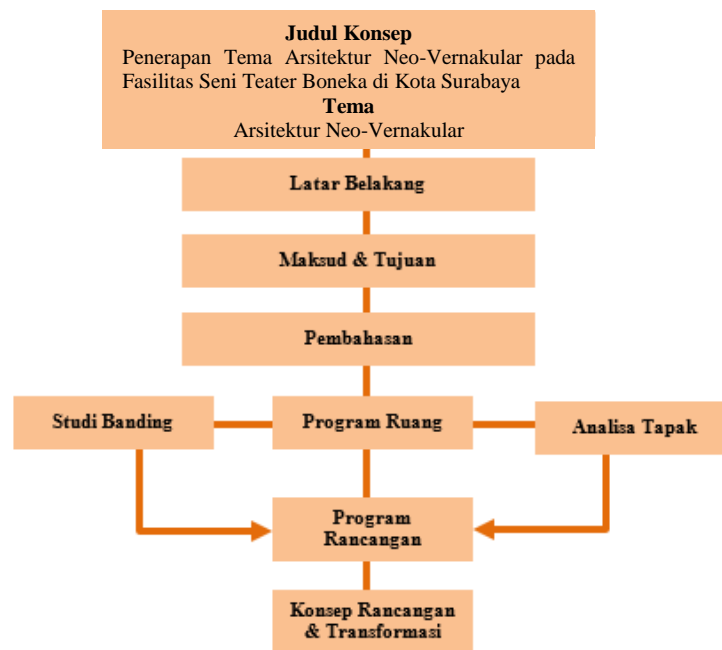 Judul Konsep
Penerapan Tema Arsitektur Neo-Vernakular pada
Fasilitas Seni Teater Boneka di Kota Surabaya
Tema
Arsitektur Neo-Vernakular
Latar Belakang
Maksud & Tujuan
Pembahasan
Studi Banding
Program Ruang
Analisa Tapak
Program
Rancangan
Konsep Rancangan
& Transformasi